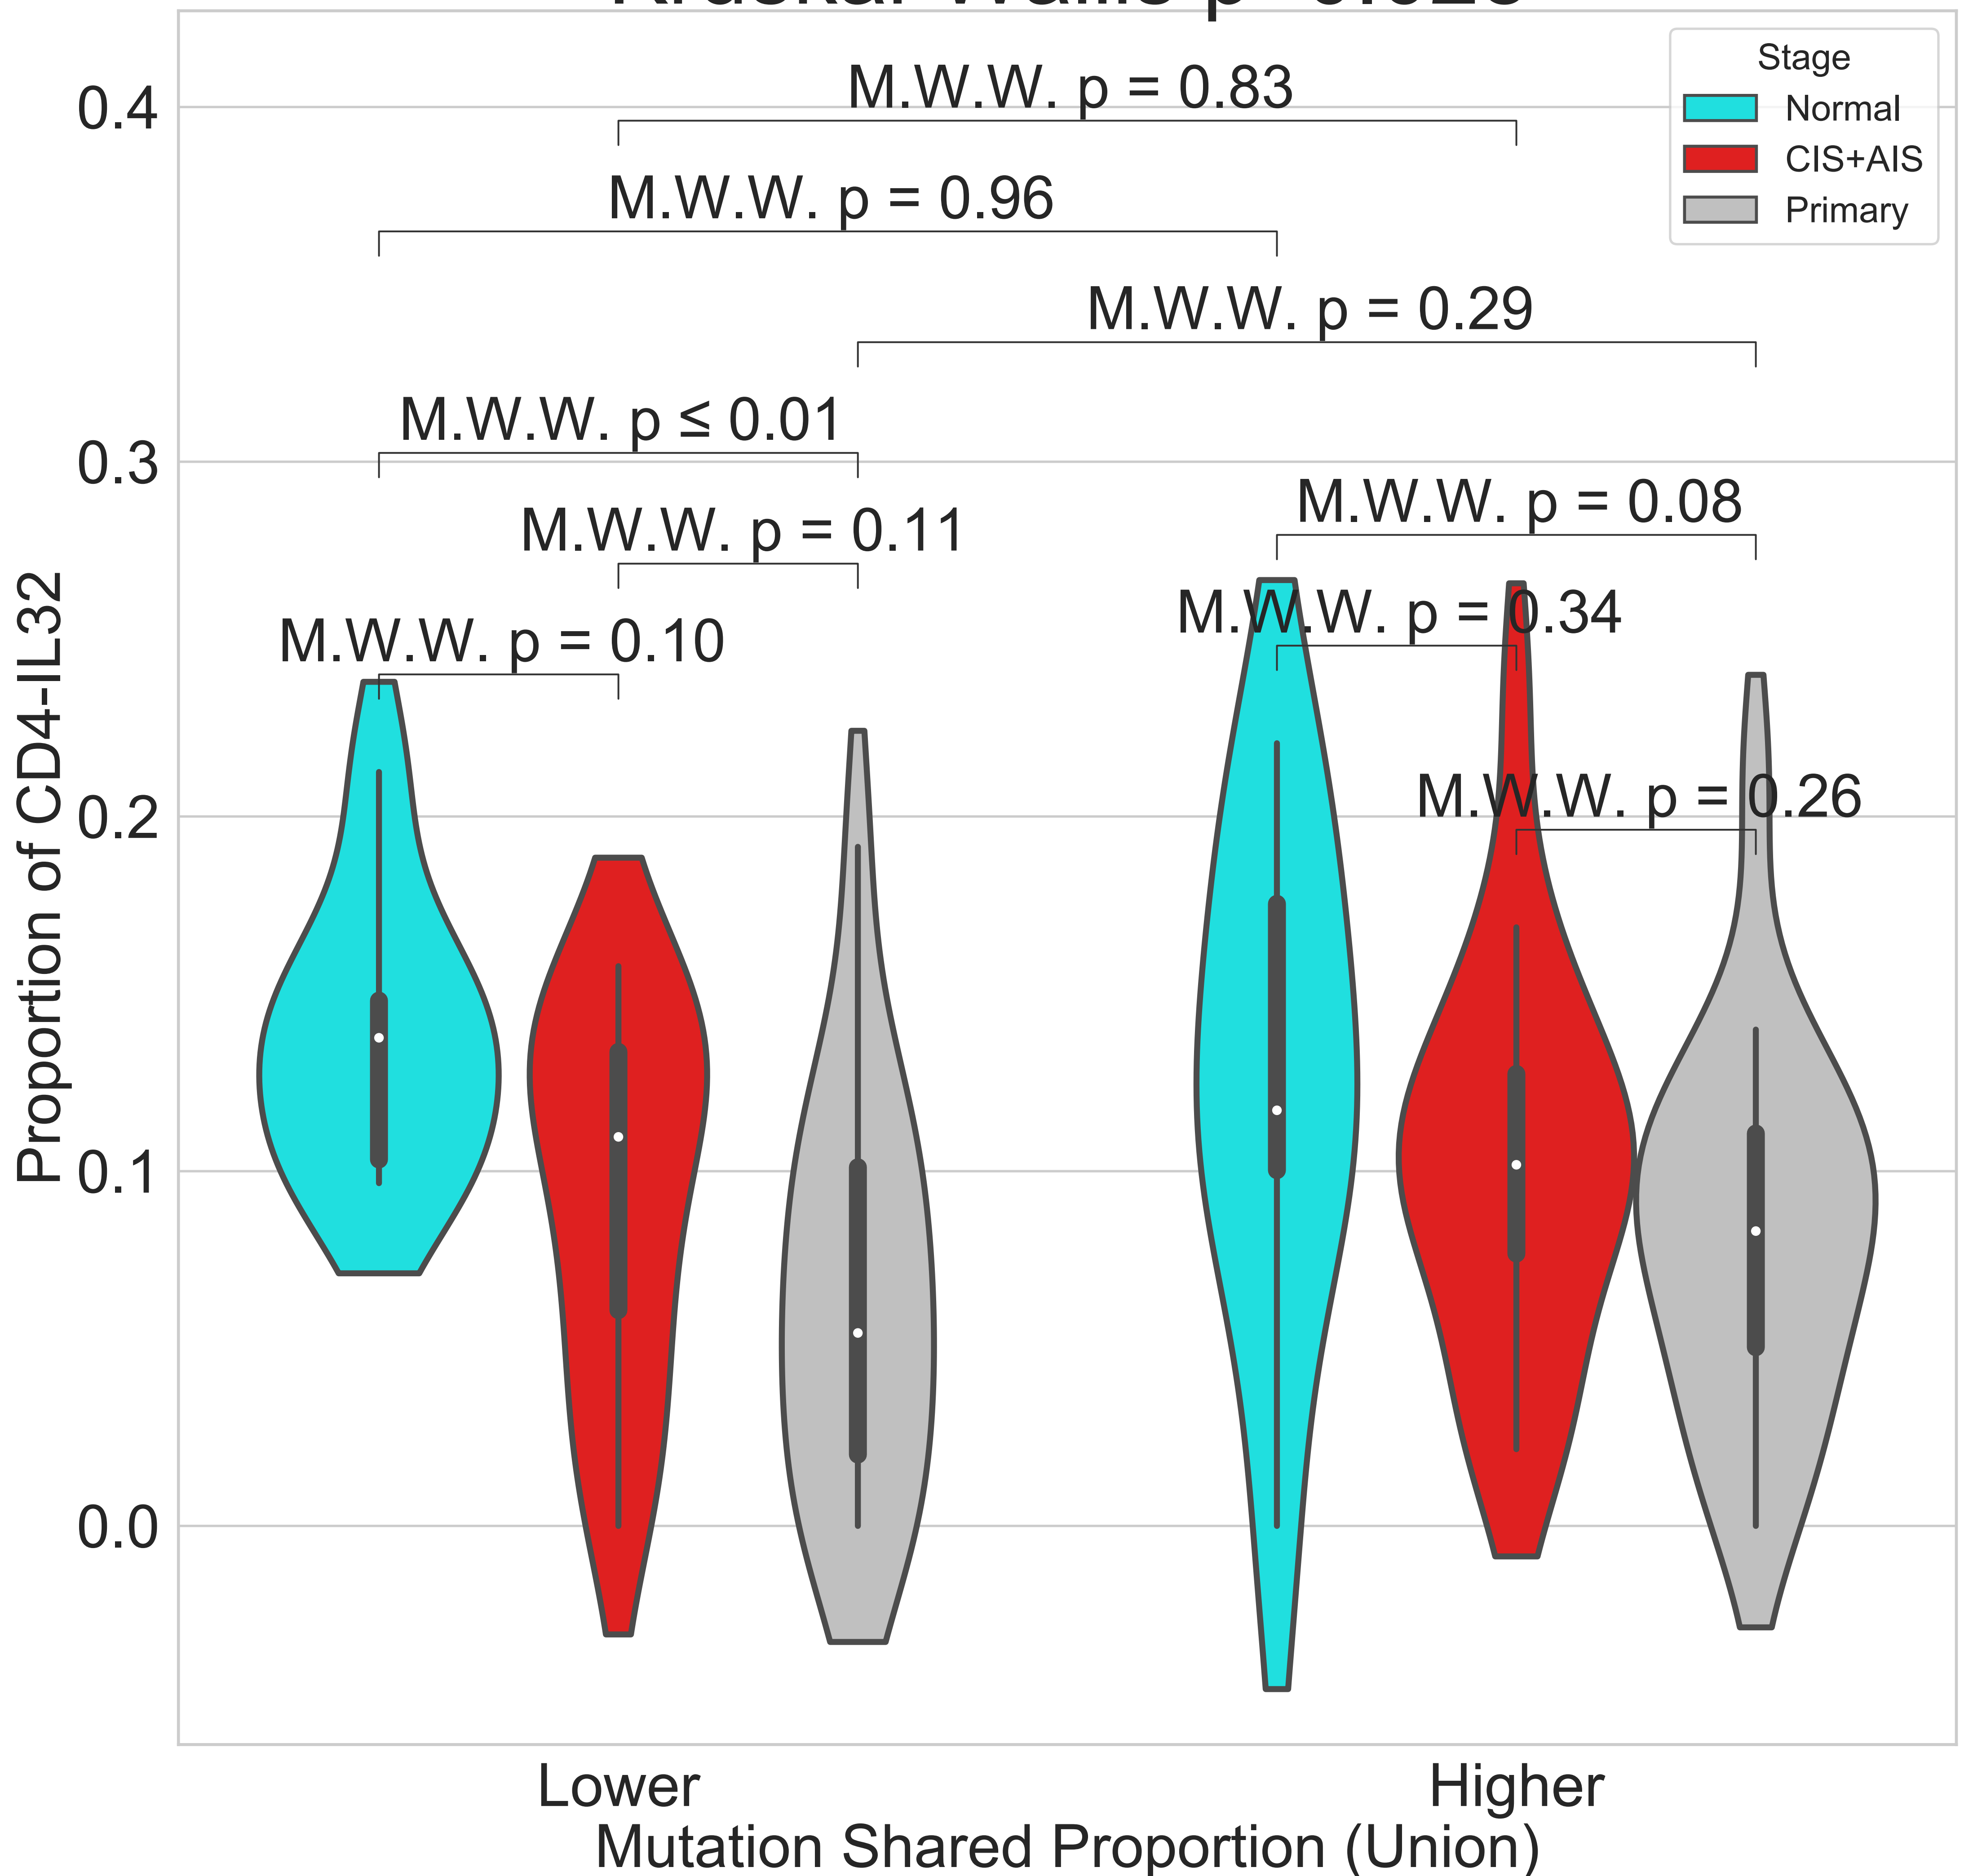 M.W.W. p = 0.83
M.W.W. p = 0.96
M.W.W. p = 0.29
M.W.W. p ≤ 0.01
M.W.W. p = 0.11
M.W.W. p = 0.10
M.W.W. p = 0.08
M.W.W. p = 0.34
M.W.W. p = 0.26
Stage
Normal
CIS+AIS
Primary
Proportion of CD4-IL32
0.4
0.3
0.2
0.1
0.0
Lower
Higher
Mutation Shared Proportion (Union)